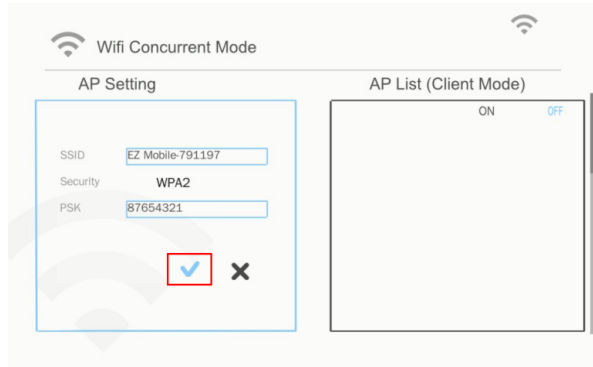 Wifi Concurrent Mode
AP Setting
AP List (Client Mode)
ON OFF
SSID EZ Mobile-791197
Security WPA2
PSK 87654321